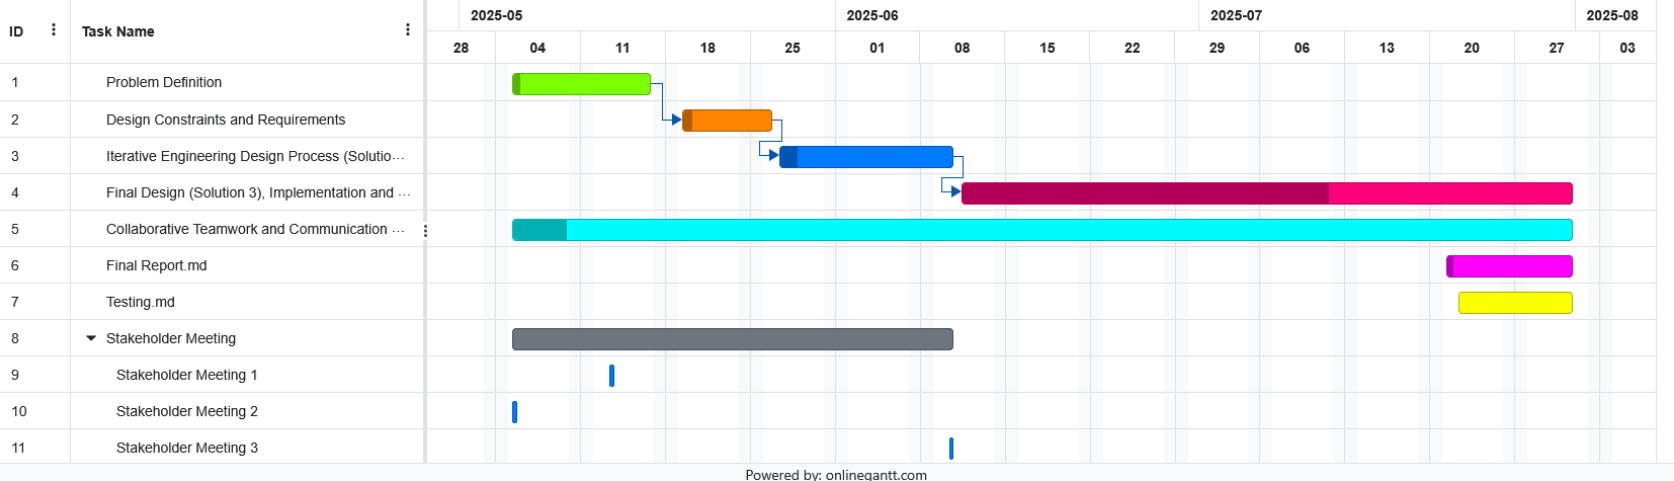 2025-05 2025-06 2025-07 2025-08
ID Task Name
28 04 11 18 25 01 08 15 22 29 06 13 20 27 03
1 Problem Definition
2 Design Constraints and Requirements
3 Iterative Engineering Design Process (Solutio...
4 Final Design (Solution 3), Implementation and ...
5 Collaborative Teamwork and Communication ...
6 Final Report.md
7 Testing.md
8 Stakeholder Meeting
9 Stakeholder Meeting 1
10 Stakeholder Meeting 2
11 Stakeholder Meeting 3
Powered by: onlinegantt.com